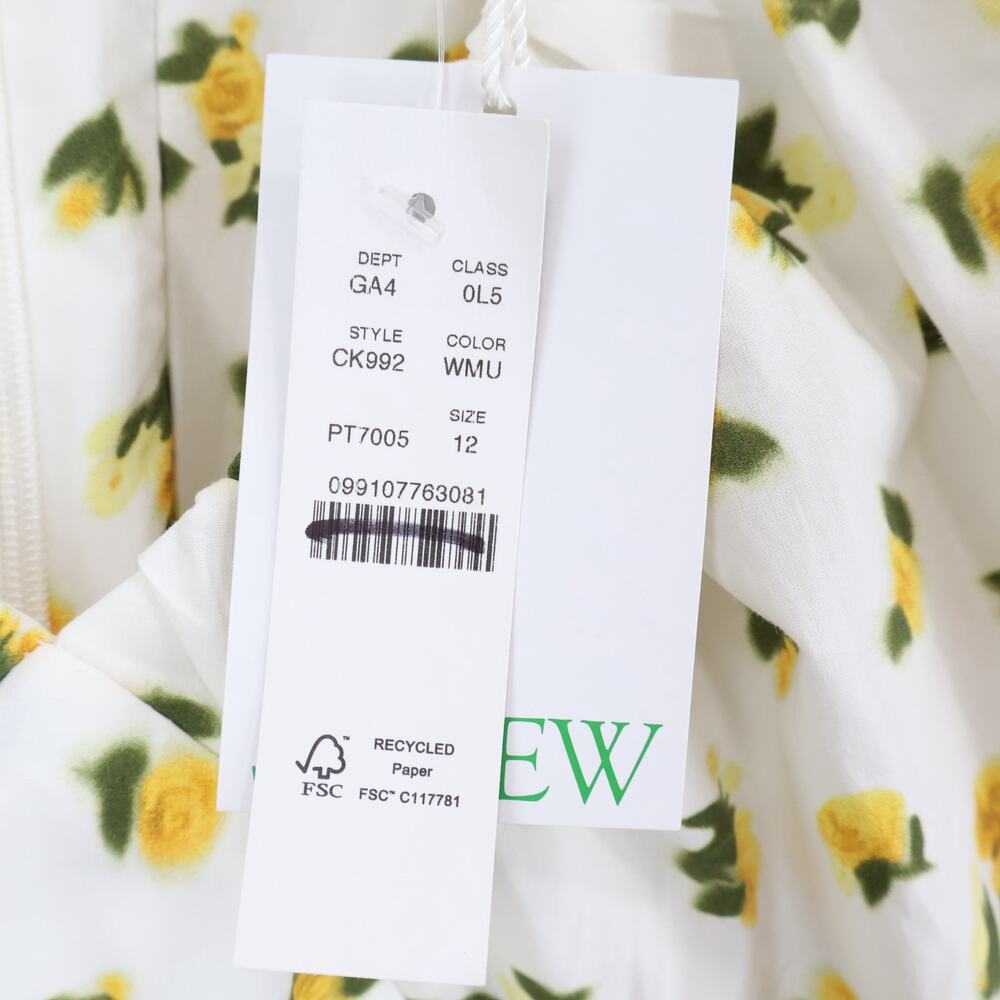 DEPT CLASS
GA4 0L5
STYLE COLOR
CK992 WMU
SIZE
PT7005 12
099107763081
RECYCLED
Paper
FSC™ C117781
FSC
EW